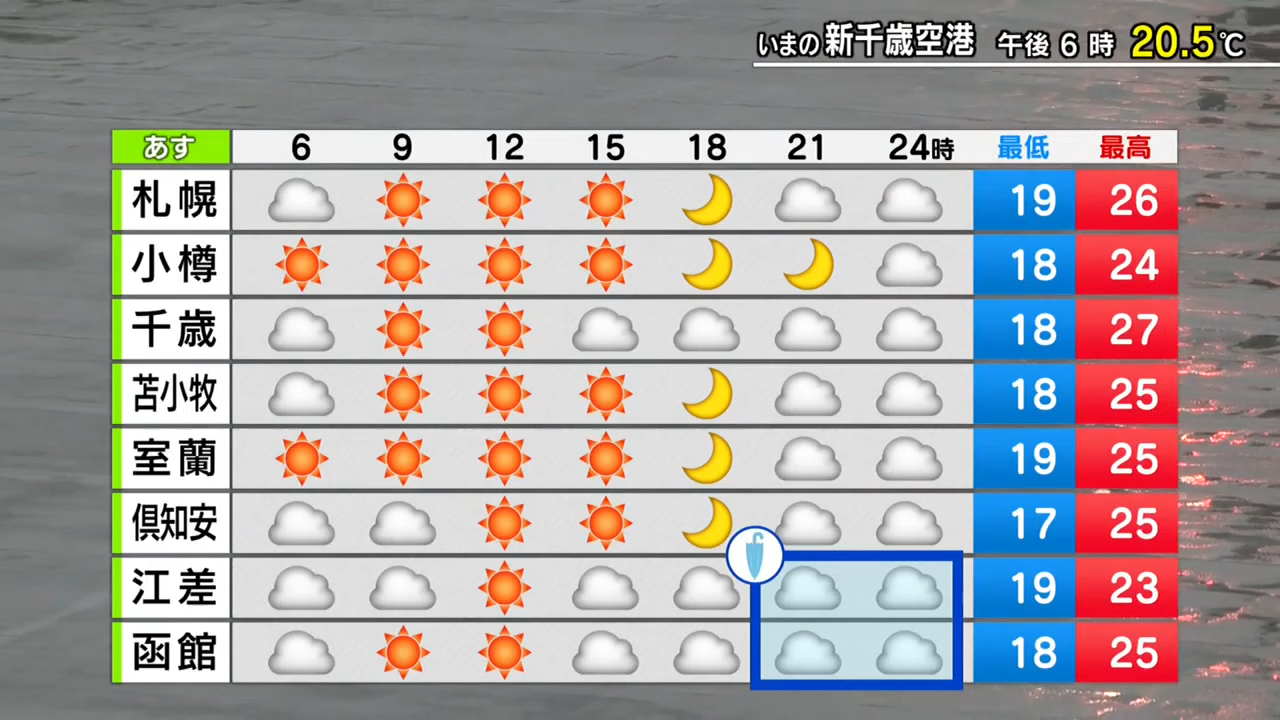 いまの新千歳空港 午後6時 20.5℃
あす 6 9 12 15 18 21 24時 最低 最高
札幌 19 26
小樽 18 24
千歳 18 27
苫小牧 18 25
室蘭 19 25
倶知安 17 25
江差 19 23
函館 18 25